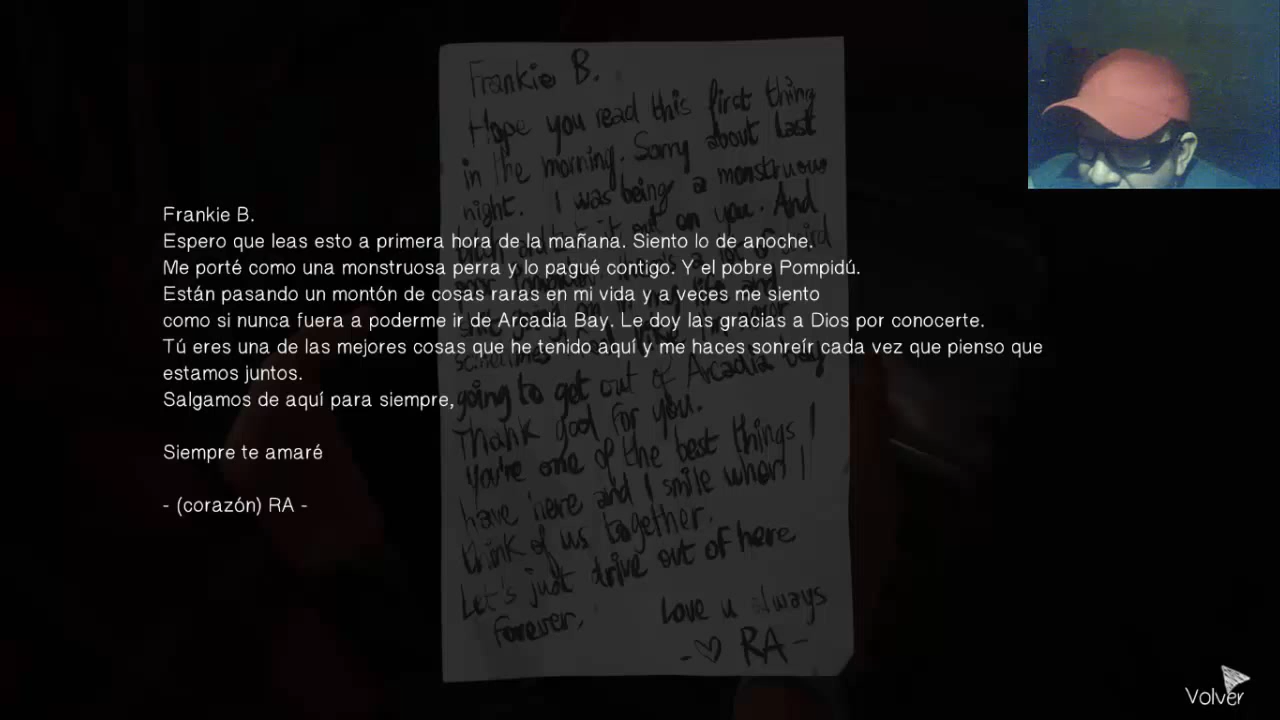 Frankie B.
Hope you read this first thing
in the morning. Sorry about last
night. I was being a monstruous
on you. And
going to get out of Arcadia bay
Thank god for you.
You're one of the best things I
have here and I smile when I
think of us together.
Let's just drive out of here
forever.
Love u always
-♡ RA-
Frankie B.
Espero que leas esto a primera hora de la mañana. Siento lo de anoche.
Me porté como una monstruosa perra y lo pagué contigo. Y el pobre Pompidú.
Están pasando un montón de cosas raras en mi vida y a veces me siento
como si nunca fuera a poderme ir de Arcadia Bay. Le doy las gracias a Dios por conocerte.
Tú eres una de las mejores cosas que he tenido aquí y me haces sonreír cada vez que pienso que
estamos juntos.
Salgamos de aquí para siempre,
Siempre te amaré
- (corazón) RA -
Volver